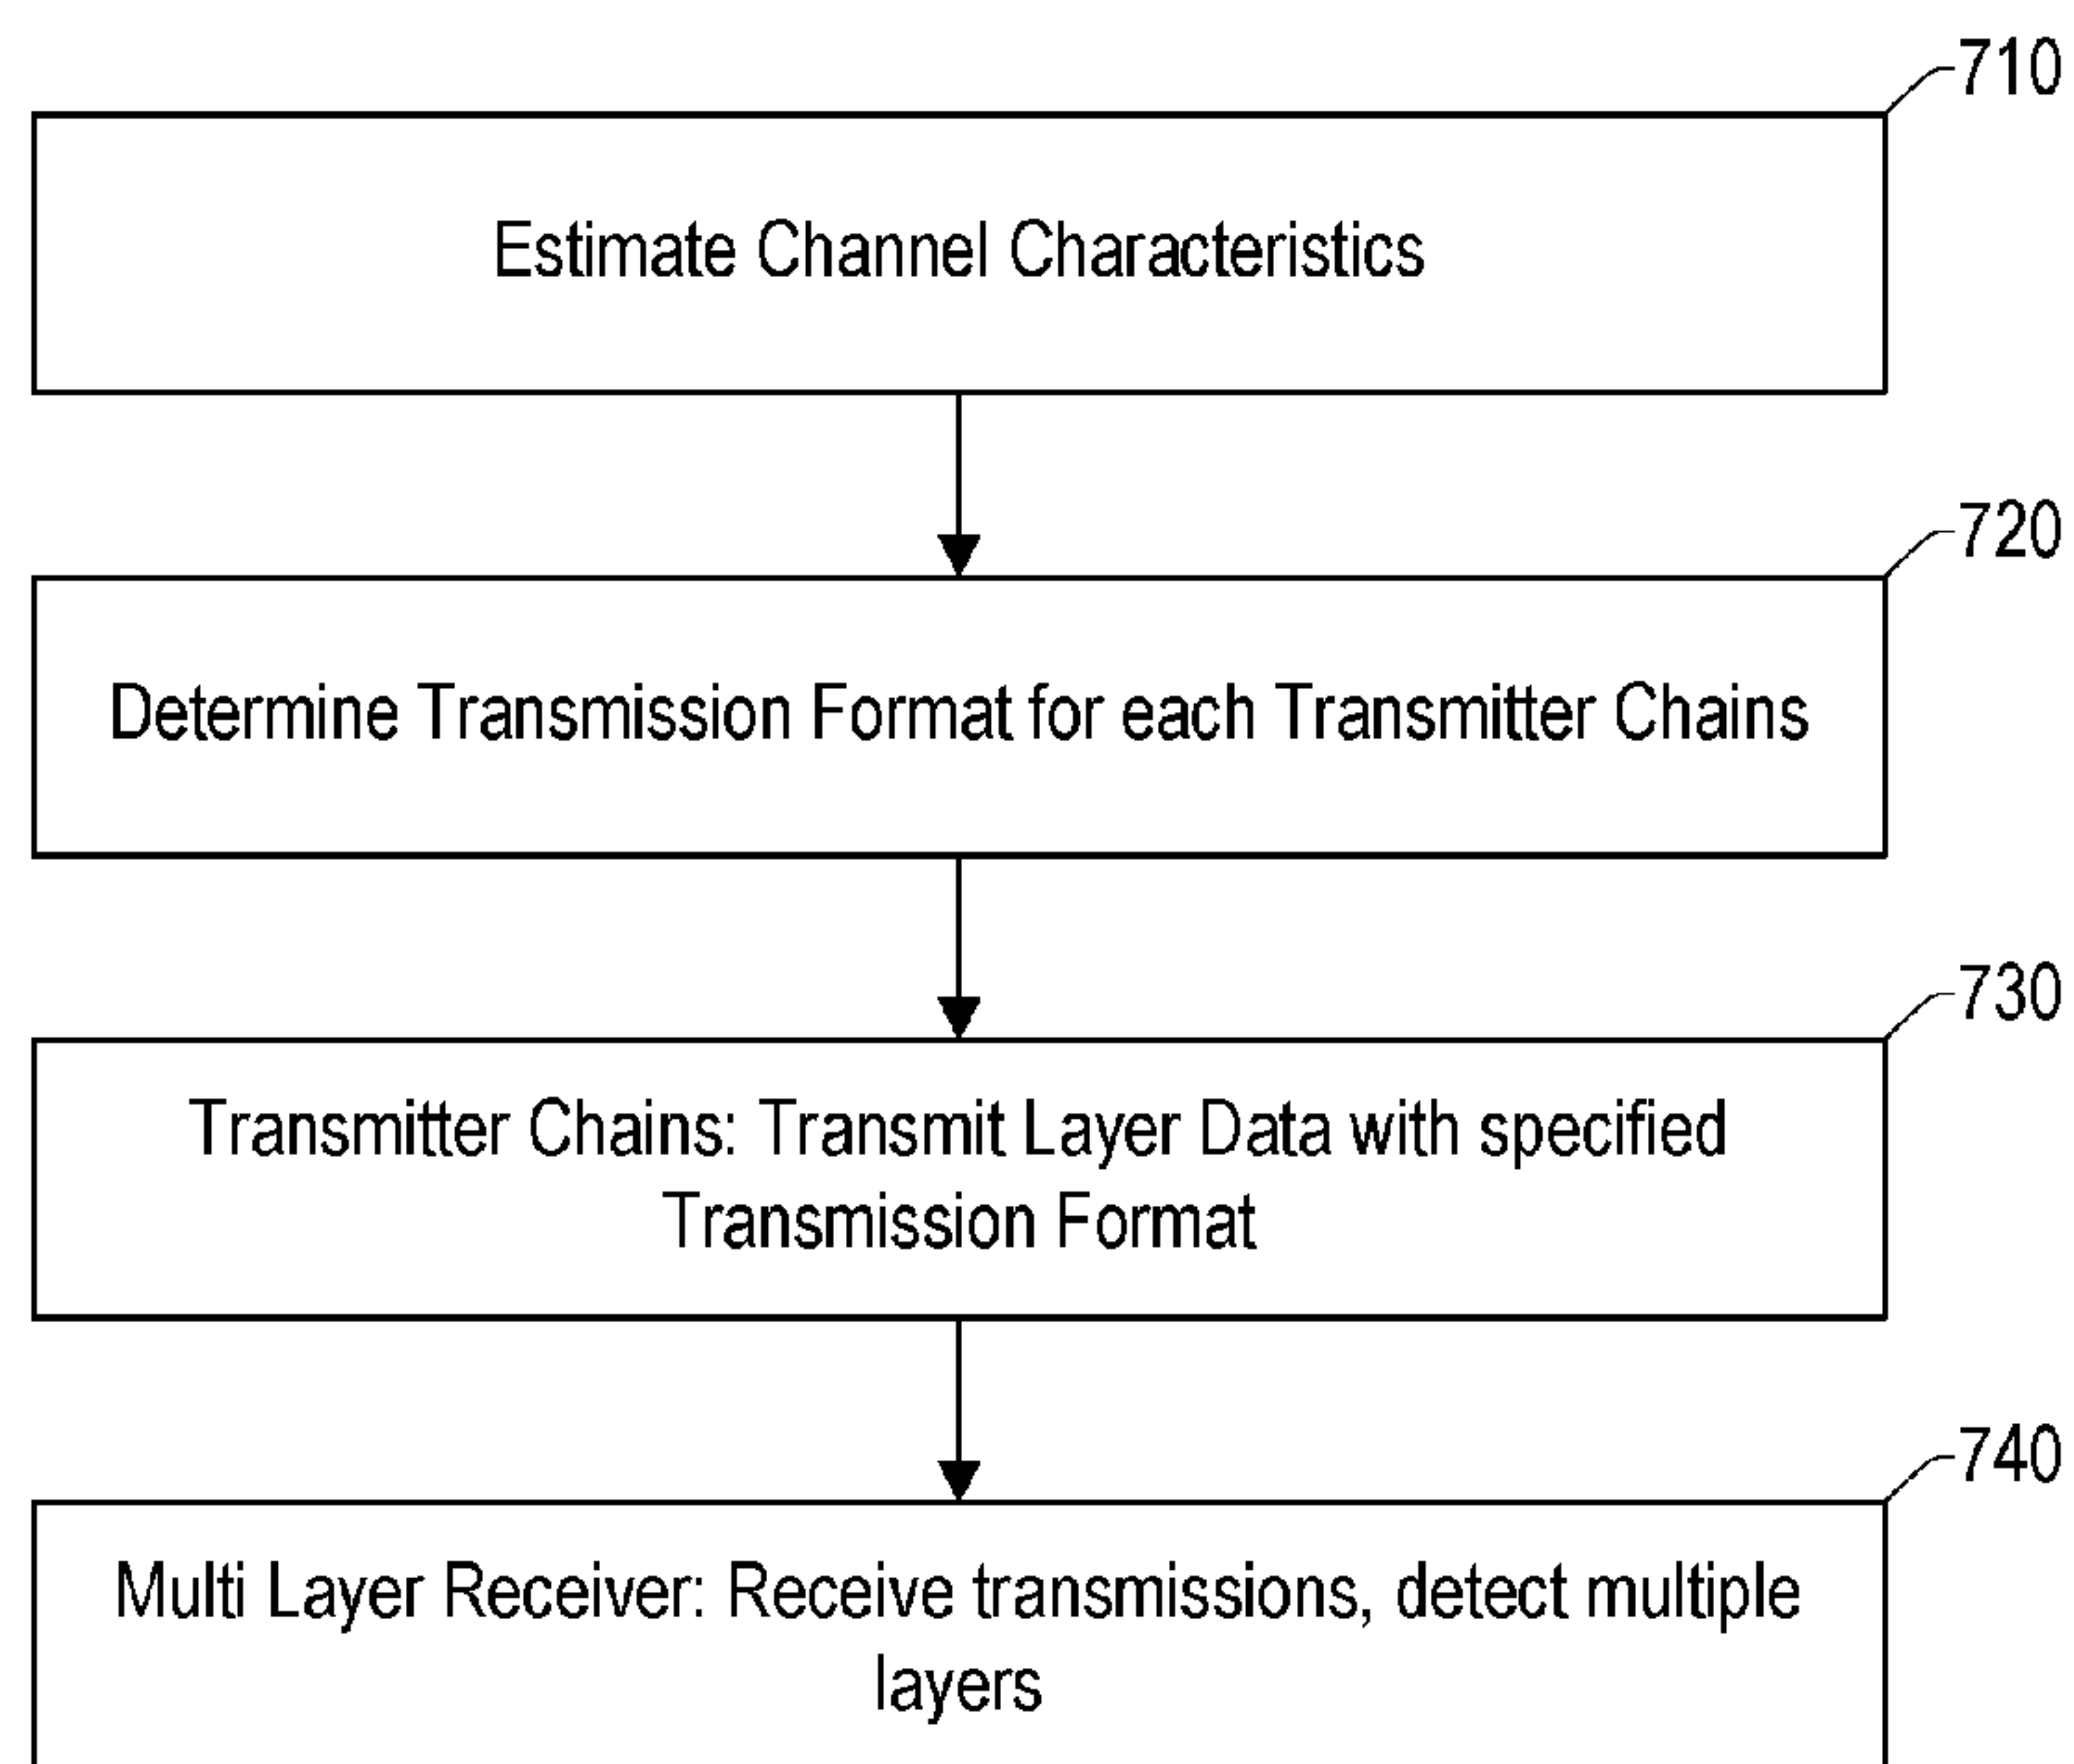 710
Estimate Channel Characteristics
720
Determine Transmission Format for each Transmitter Chains
730
Transmitter Chains: Transmit Layer Data with specified
Transmission Format
740
Multi Layer Receiver: Receive transmissions, detect multiple
layers